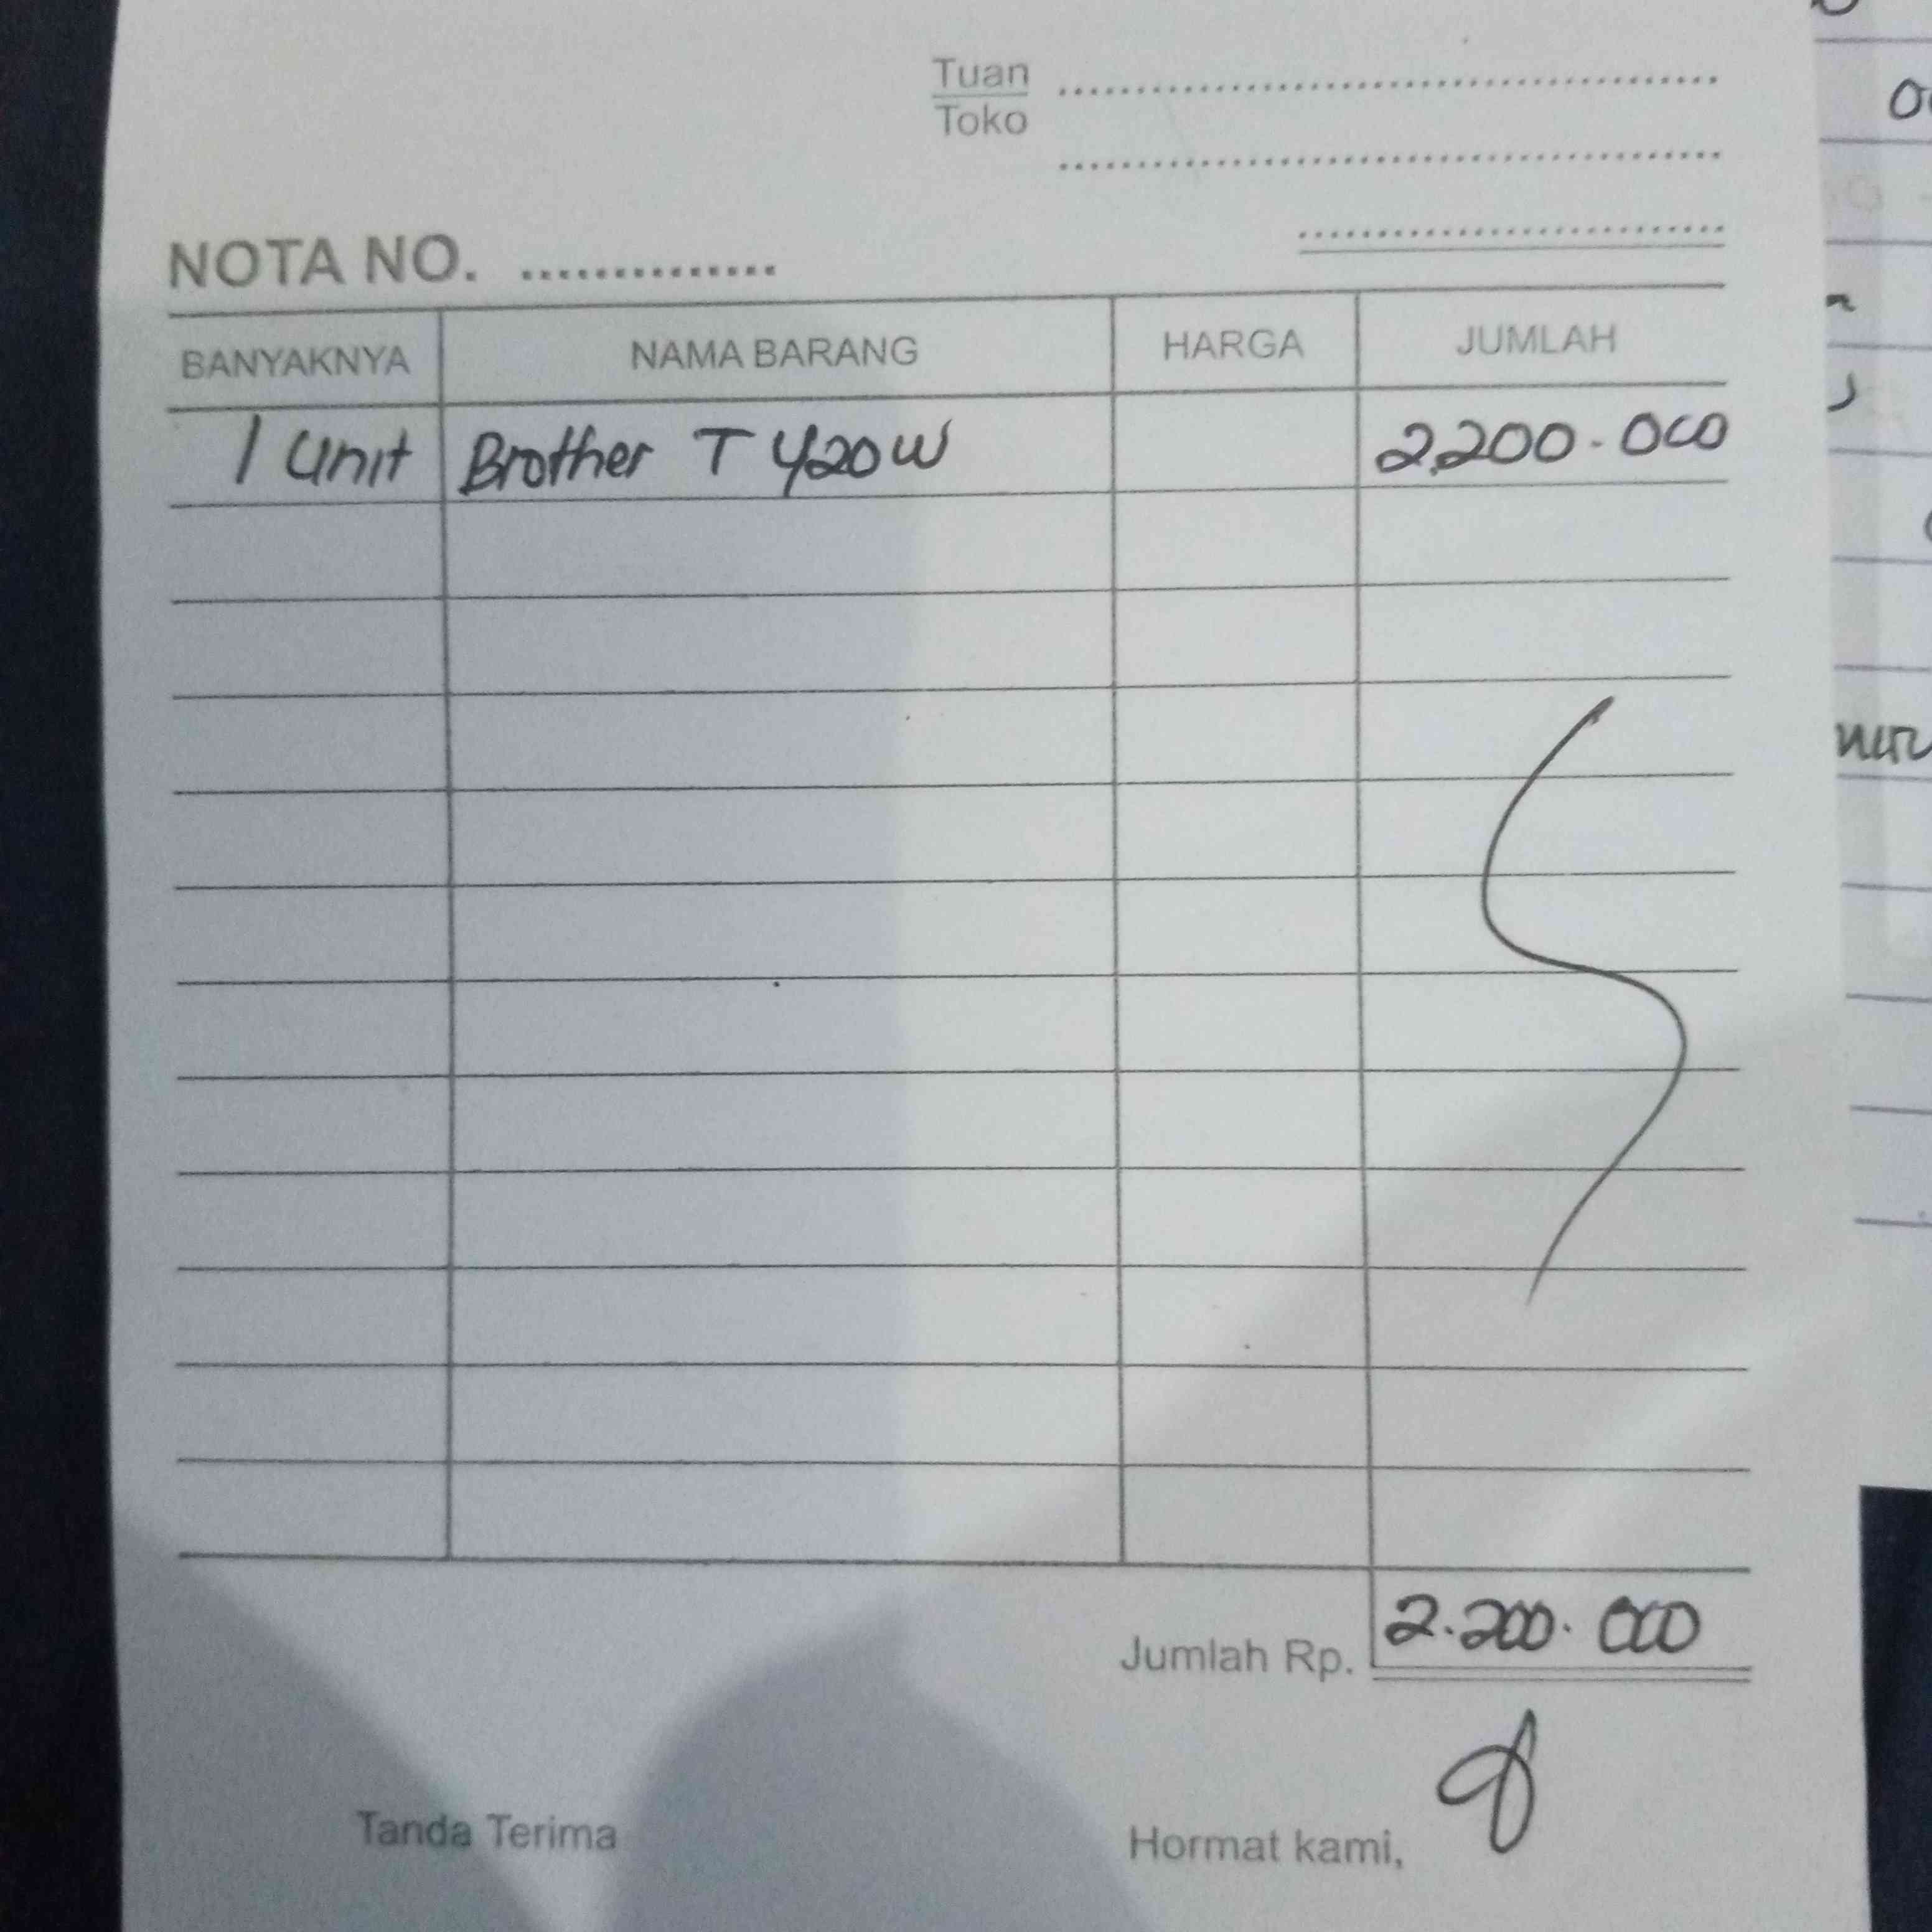 Tuan
Toko
NOTA NO. ..............
BANYAKNYA NAMA BARANG HARGA JUMLAH
1 Unit Brother T 420 W 2.200.000
Jumlah Rp. 2.200.000
Tanda Terima Hormat kami,